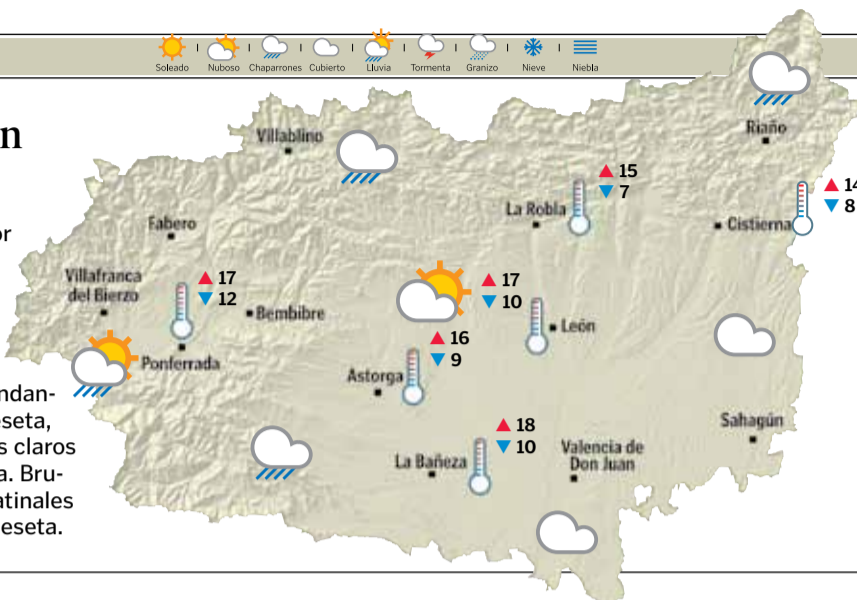 Soleado Nuboso Chaparrones Cubierto Lluvia Tormenta Granizo Nieve Niebla
n
or
ndan-
eseta,
s claros
a. Bru-
atinales
eseta.
Villablino
Riaño
15
7
La Robla
14
8
Cistierna
Fabero
Villafranca
del Bierzo
17
12
Bembibre
Ponferrada
17
10
León
16
9
Astorga
18
10
La Bañeza
Valencia de
Don Juan
Sahagún